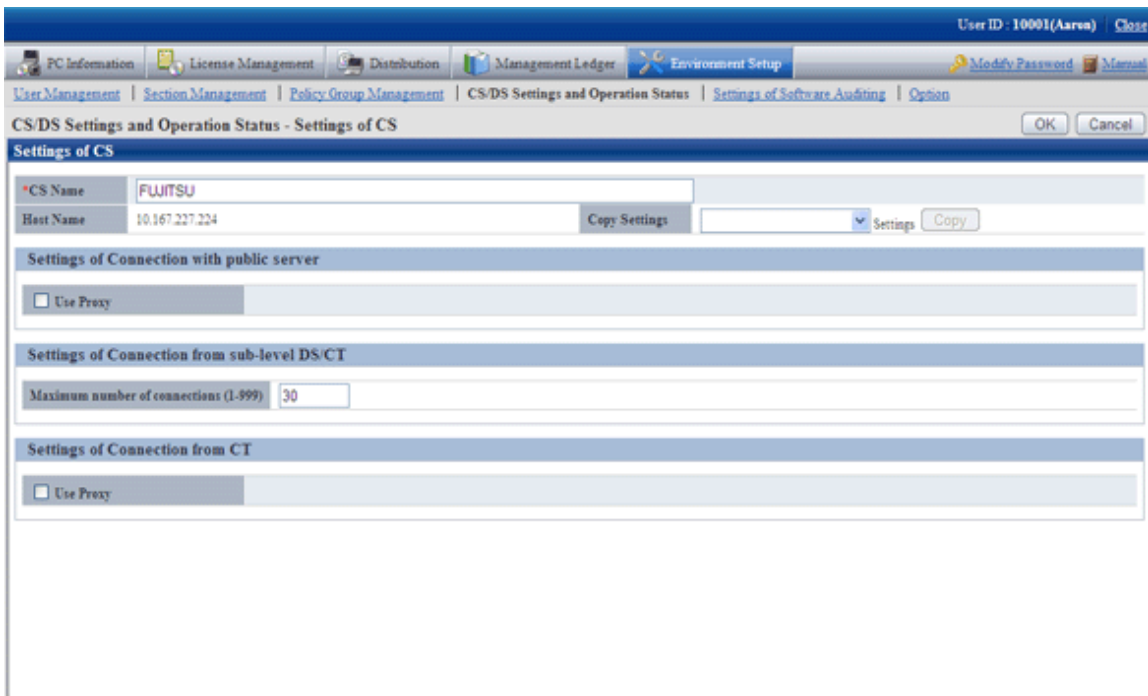 User ID : 10001(Aaron) Close
PC Information License Management Distribution Management Ledger Environment Setup Modify Password Manual
User Management | Section Management | Policy Group Management | CS/DS Settings and Operation Status | Settings of Software Auditing | Option
CS/DS Settings and Operation Status - Settings of CS OK Cancel
Settings of CS
*CS Name FUJITSU
Host Name 10.167.227.224 Copy Settings Settings Copy
Settings of Connection with public server
Use Proxy
Settings of Connection from sub-level DS/CT
Maximum number of connections (1-999) 30
Settings of Connection from CT
Use Proxy